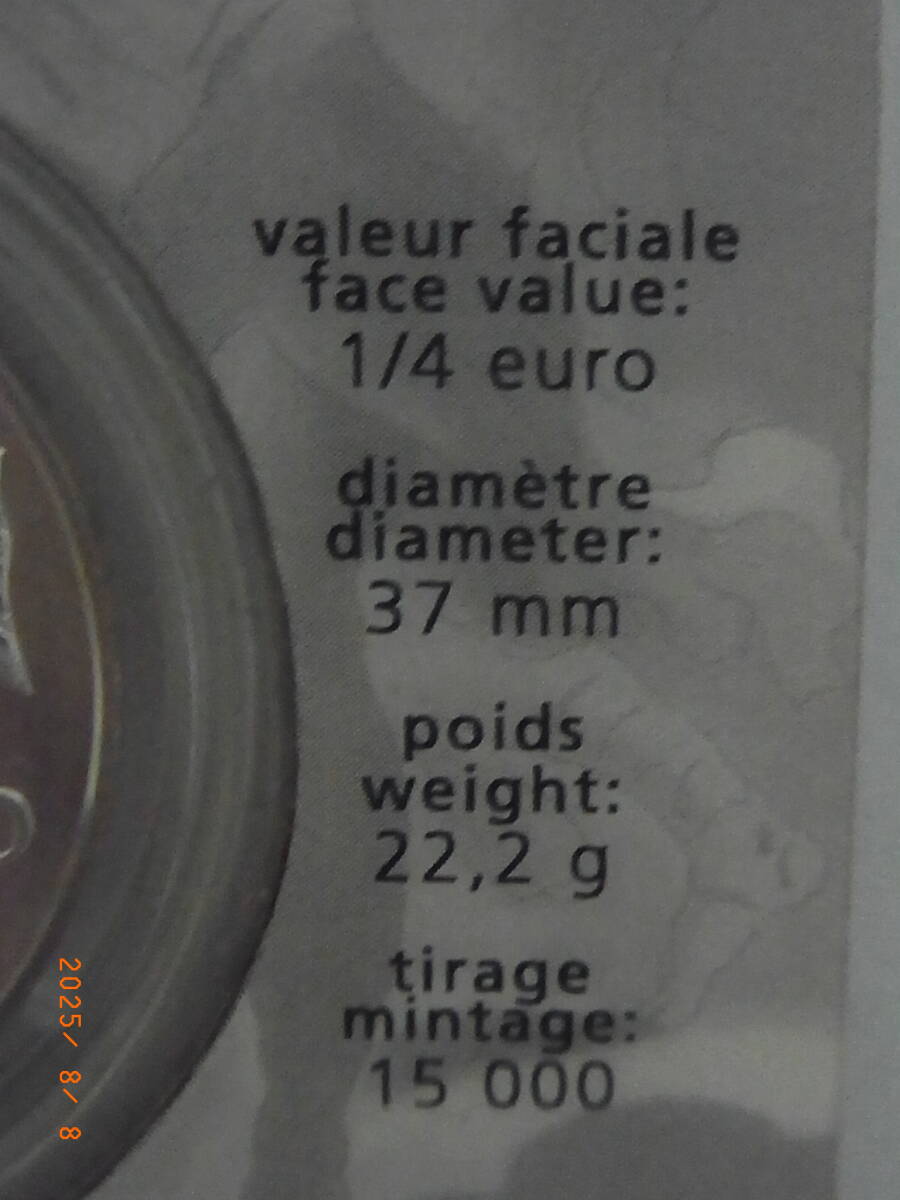 valeur faciale
face value:
1/4 euro
diamètre
diameter:
37 mm
poids
weight:
22,2 g
tirage
mintage:
15 000
2025/ 8/ 8